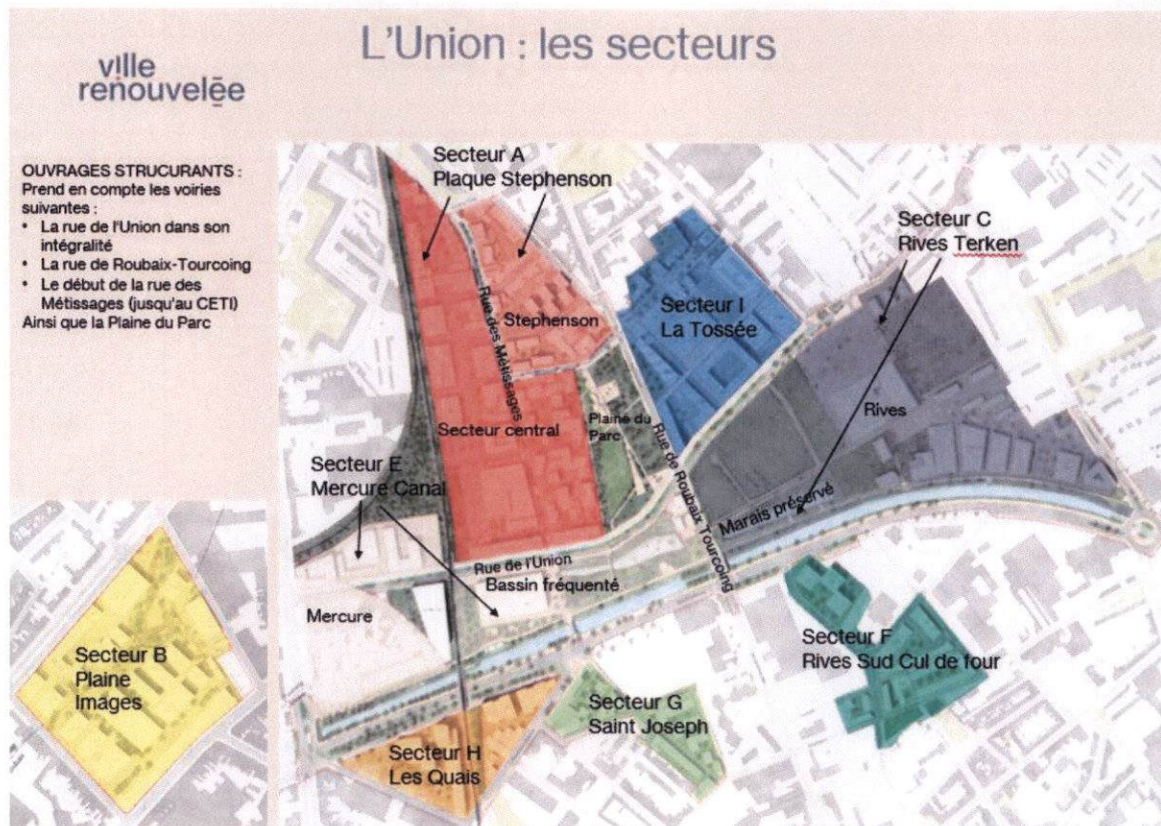 L'Union : les secteurs
ville
renouvelēe
OUVRAGES STRUCURANTS :
Prend en compte les voiries
suivantes :
• La rue de l'Union dans son
intégralité
• La rue de Roubaix-Tourcoing
• Le début de la rue des
Métissages (jusqu'au CETI)
Ainsi que la Plaine du Parc
Secteur A
Plaque Stephenson
Secteur C
Rives Terken
Secteur I
La Tossée
Stephenson
Rue des Métissages
Rives
Plaine du
Parc
Secteur central
Rue de Roubaix Tourcoing
Secteur E
Mercure Canal
Marais préservé
Rue de l'Union
Bassin fréquenté
Mercure
Secteur B
Plaine
Images
Secteur F
Rives Sud Cul de four
Secteur G
Saint Joseph
Secteur H
Les Quais